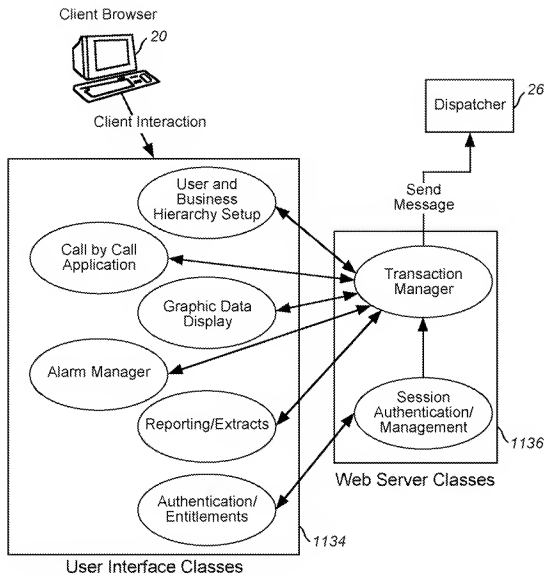 Client Browser
20
Client Interaction
Dispatcher
26
Send
Message
User and
Business
Hierarchy Setup
Call by Call
Application
Graphic Data
Display
Alarm Manager
Reporting/Extracts
Authentication/
Entitlements
1134
User Interface Classes
Transaction
Manager
Session
Authentication/
Management
1136
Web Server Classes